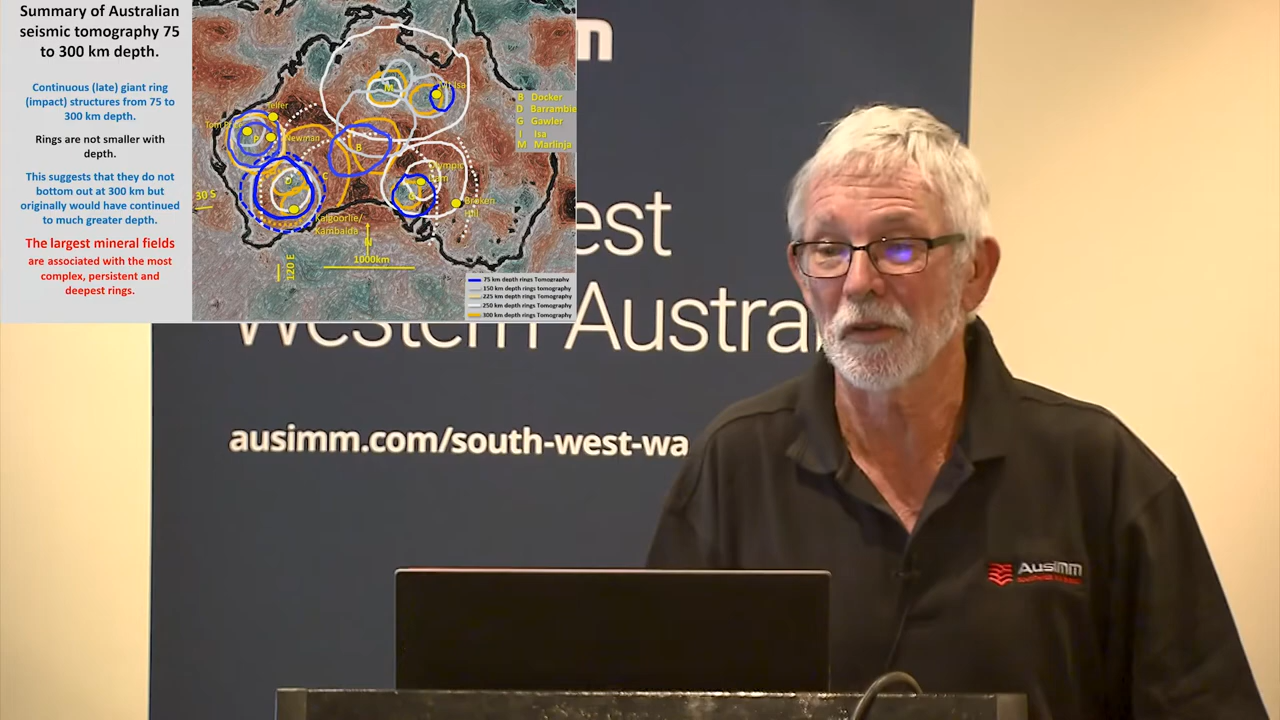 Summary of Australian
seismic tomography 75
to 300 km depth.
Continuous (late) giant ring
(impact) structures from 75 to
300 km depth.
Rings are not smaller with
depth.
This suggests that they do not
bottom out at 300 km but
originally would have continued
to much greater depth.
The largest mineral fields
are associated with the most
complex, persistent and
deepest rings.
Telfer
Tom
P
Newman
D
C
B
M
Isa
G
Broken
Hill
Kalgoorlie/
Kambalda
30 S
120 E
N
1000km
B Docker
D Barrambie
G Gawler
I Isa
M Marlinja
75 km depth rings Tomography
150 km depth rings tomography
225 km depth rings tomography
250 km depth rings Tomography
300 km depth rings Tomography
m
est
Western Austral
ausimm.com/south-west-wa
AusIMM